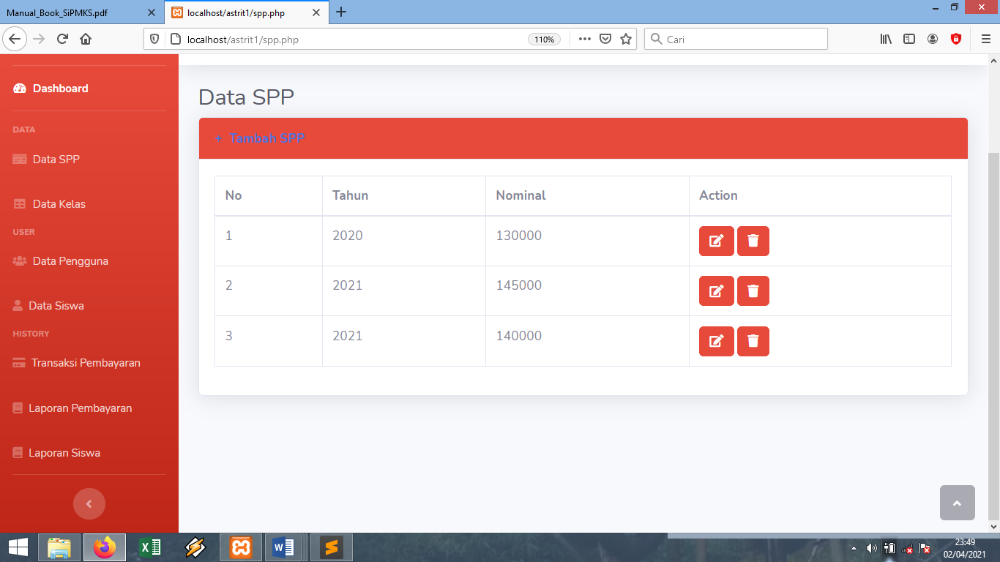 Manual_Book_SiPMKS.pdf
localhost/astrit1/spp.php
localhost/astrit1/spp.php
110%
Cari
Dashboard
DATA
Data SPP
Data Kelas
USER
Data Pengguna
Data Siswa
HISTORY
Transaksi Pembayaran
Laporan Pembayaran
Laporan Siswa
Data SPP
+ Tambah SPP
No Tahun Nominal Action
1 2020 130000
2 2021 145000
3 2021 140000
23:49
02/04/2021